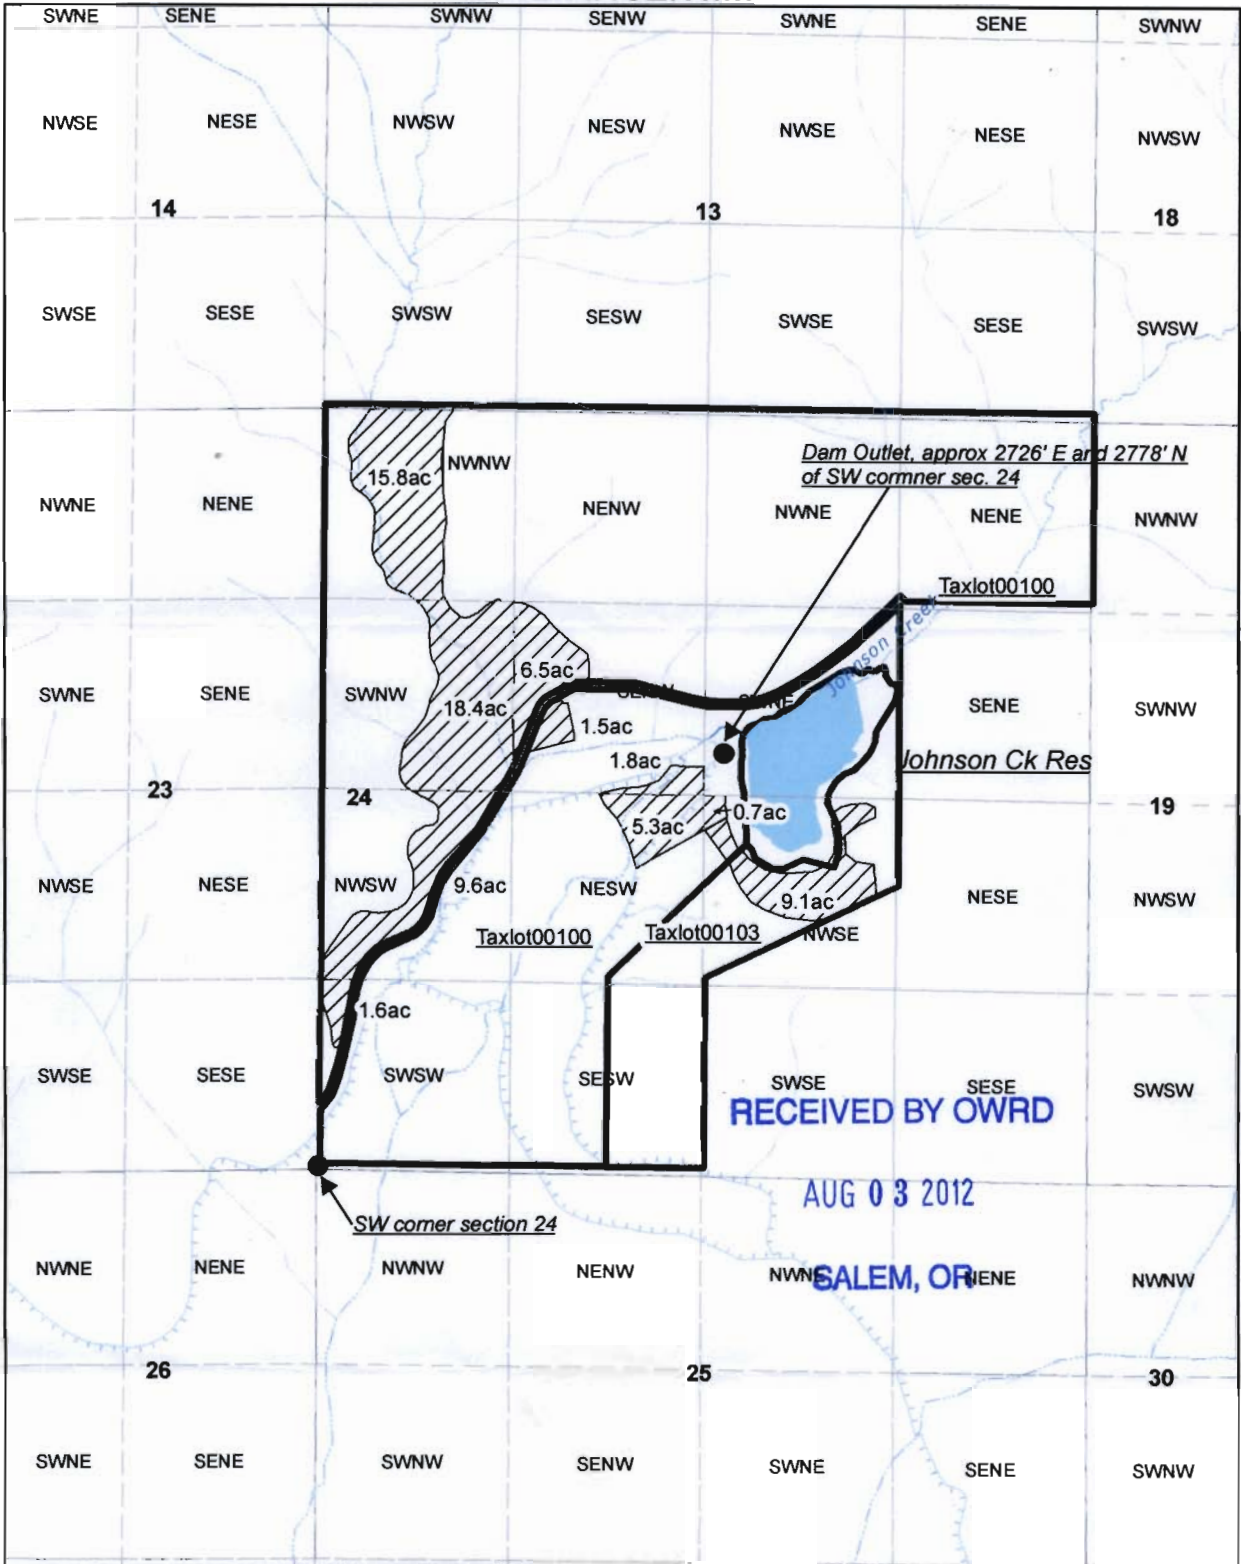 SWNE SENE SWNW SENW SWNE SENE SWNW
NWSE NESE NWSW NESW NWSE NESE NWSW
14 13 18
SWSE SESE SWSW SESW SWSE SESE SWSW
Dam Outlet, approx 2726' E and 2778' N
of SW cormner sec. 24
15.8ac NWNW
NWNE NENE NENW NWNE NENE NWNW
Taxlot00100
Johnson Creek
6.5ac
SWNE SENE SWNW SENW SWNE SENE SWNW
18.4ac
1.5ac
1.8ac
Johnson Ck Res
23 24 19
0.7ac
5.3ac
NWSE NESE NWSW 9.6ac NESW NESE NWSW
9.1ac
Taxlot00100 Taxlot00103 NWSE
1.6ac
SWSE SESE SWSW SESW SWSE SESE SWSW
RECEIVED BY OWRD
AUG 03 2012
SW corner section 24
NWNE NENE NWNW NENW NWNE NENE NWNW
SALEM, OR
26 25 30
SWNE SENE SWNW SENW SWNE SENE SWNW